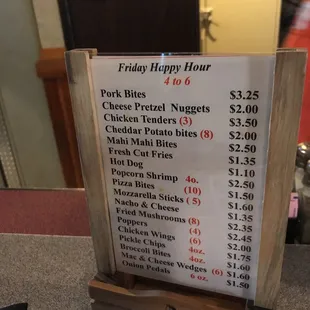 Friday Happy Hour
4 to 6
Pork Bites $3.25
Cheese Pretzel Nuggets $2.00
Chicken Tenders (3) $3.50
Cheddar Potato bites (8) $2.00
Mahi Mahi Bites $2.50
Fresh Cut Fries $1.35
Hot Dog $1.10
Popcorn Shrimp 4o. $2.50
Pizza Bites (10) $1.50
Mozzarella Sticks (5) $2.50
Nacho & Cheese $1.60
Fried Mushrooms (8) $1.35
Poppers (4) $2.35
Chicken Wings (6) $2.45
Pickle Chips 4oz. $2.00
Broccoli Bites 4oz. $1.75
Mac & Cheese Wedges (6) $1.60
Onion Pedals 6 oz. $1.50